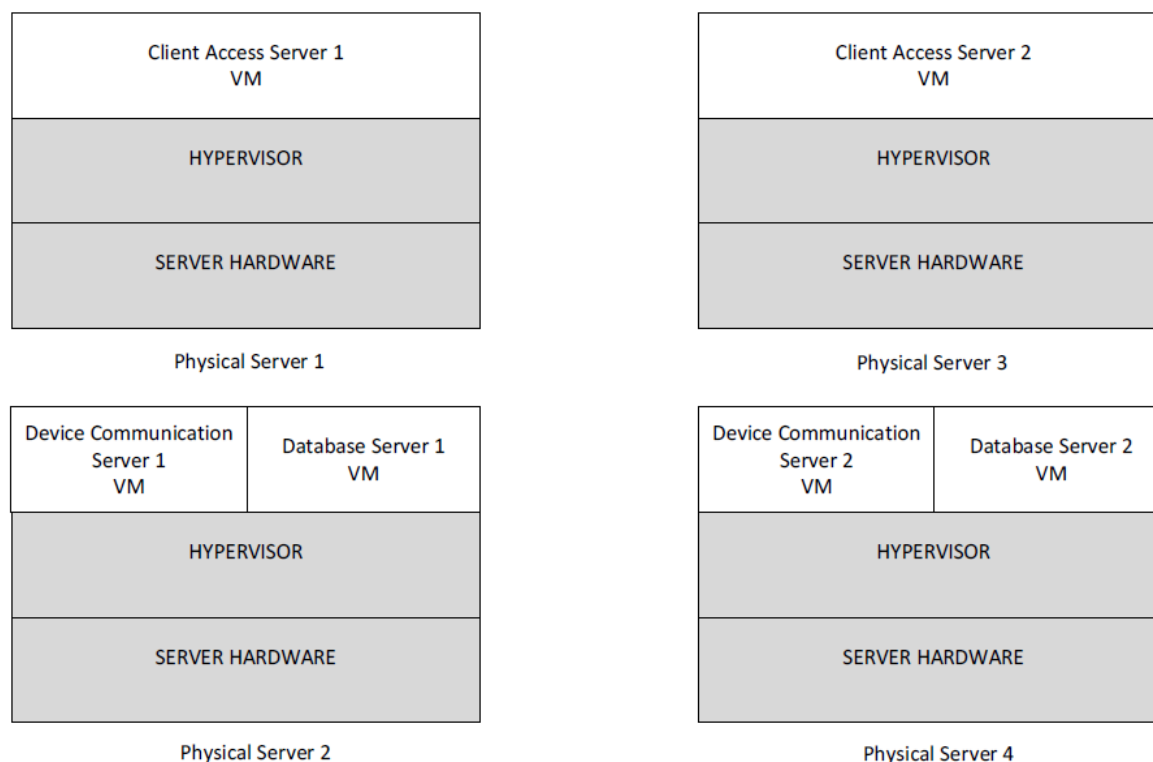 Client Access Server 1
VM
HYPERVISOR
SERVER HARDWARE
Physical Server 1
Client Access Server 2
VM
HYPERVISOR
SERVER HARDWARE
Physical Server 3
Device Communication
Server 1
VM
Database Server 1
VM
HYPERVISOR
SERVER HARDWARE
Physical Server 2
Device Communication
Server 2
VM
Database Server 2
VM
HYPERVISOR
SERVER HARDWARE
Physical Server 4